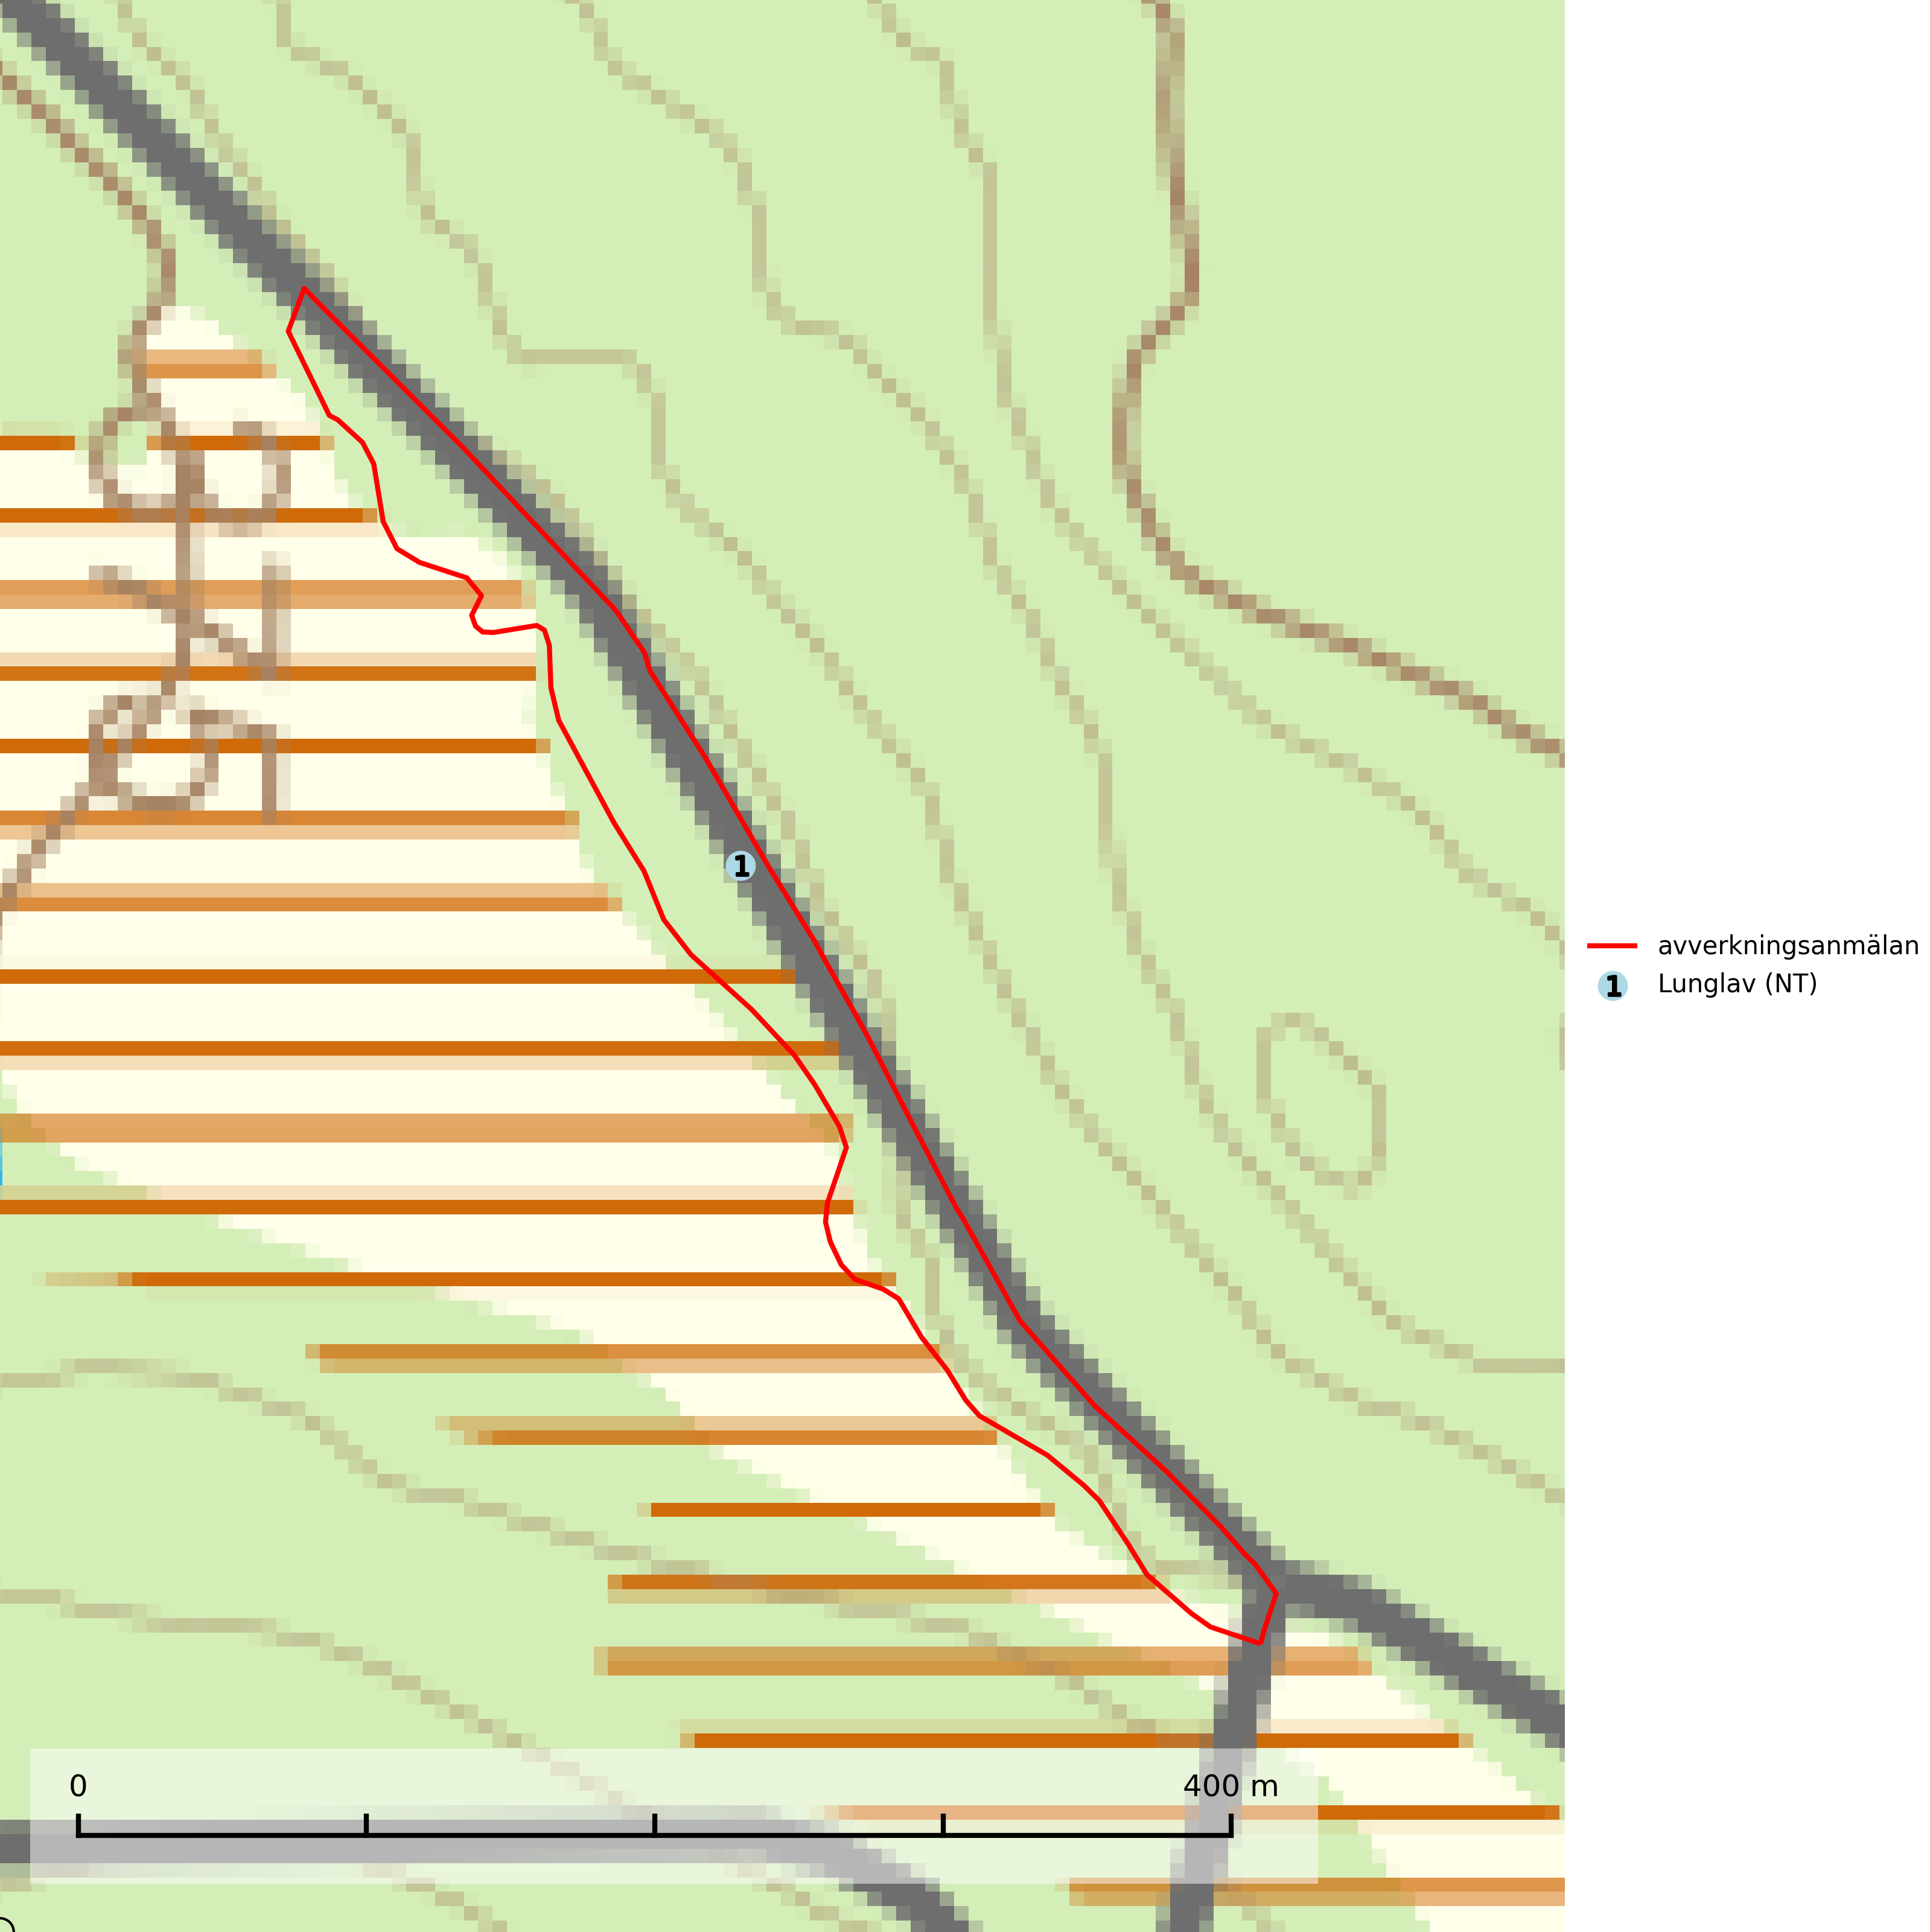 1
avverkningsanmälan
1 Lunglav (NT)
0 400 m